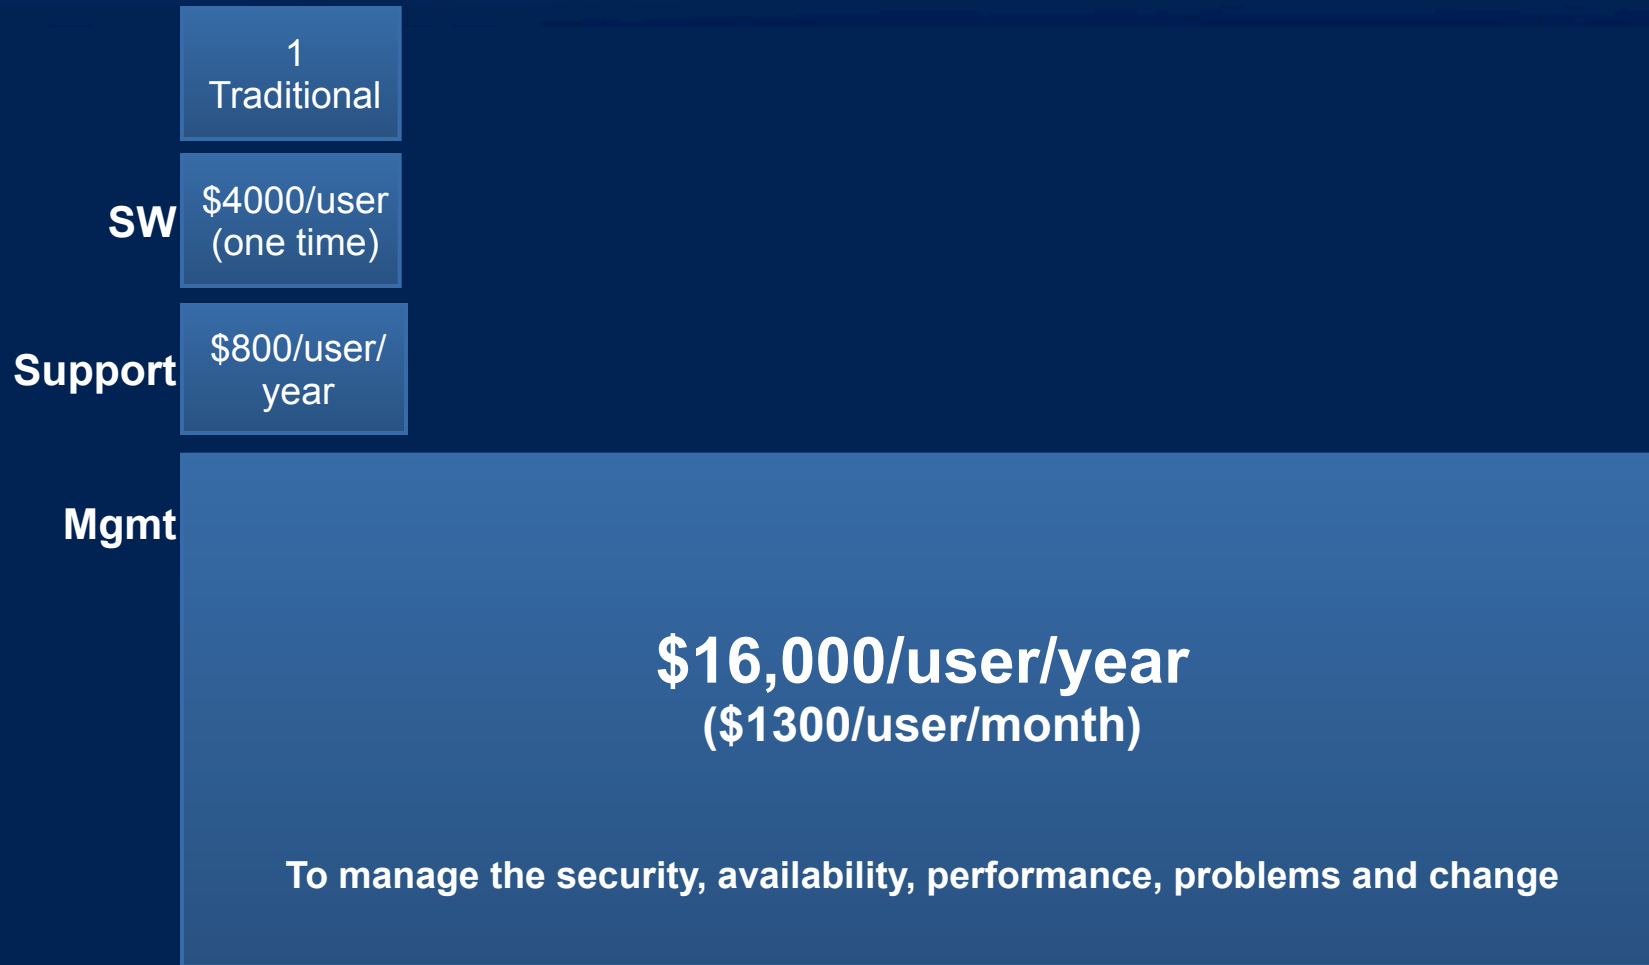 1
Traditional
SW
$4000/user
(one time)
Support
$800/user/
year
Mgmt
$16,000/user/year
($1300/user/month)
To manage the security, availability, performance, problems and change